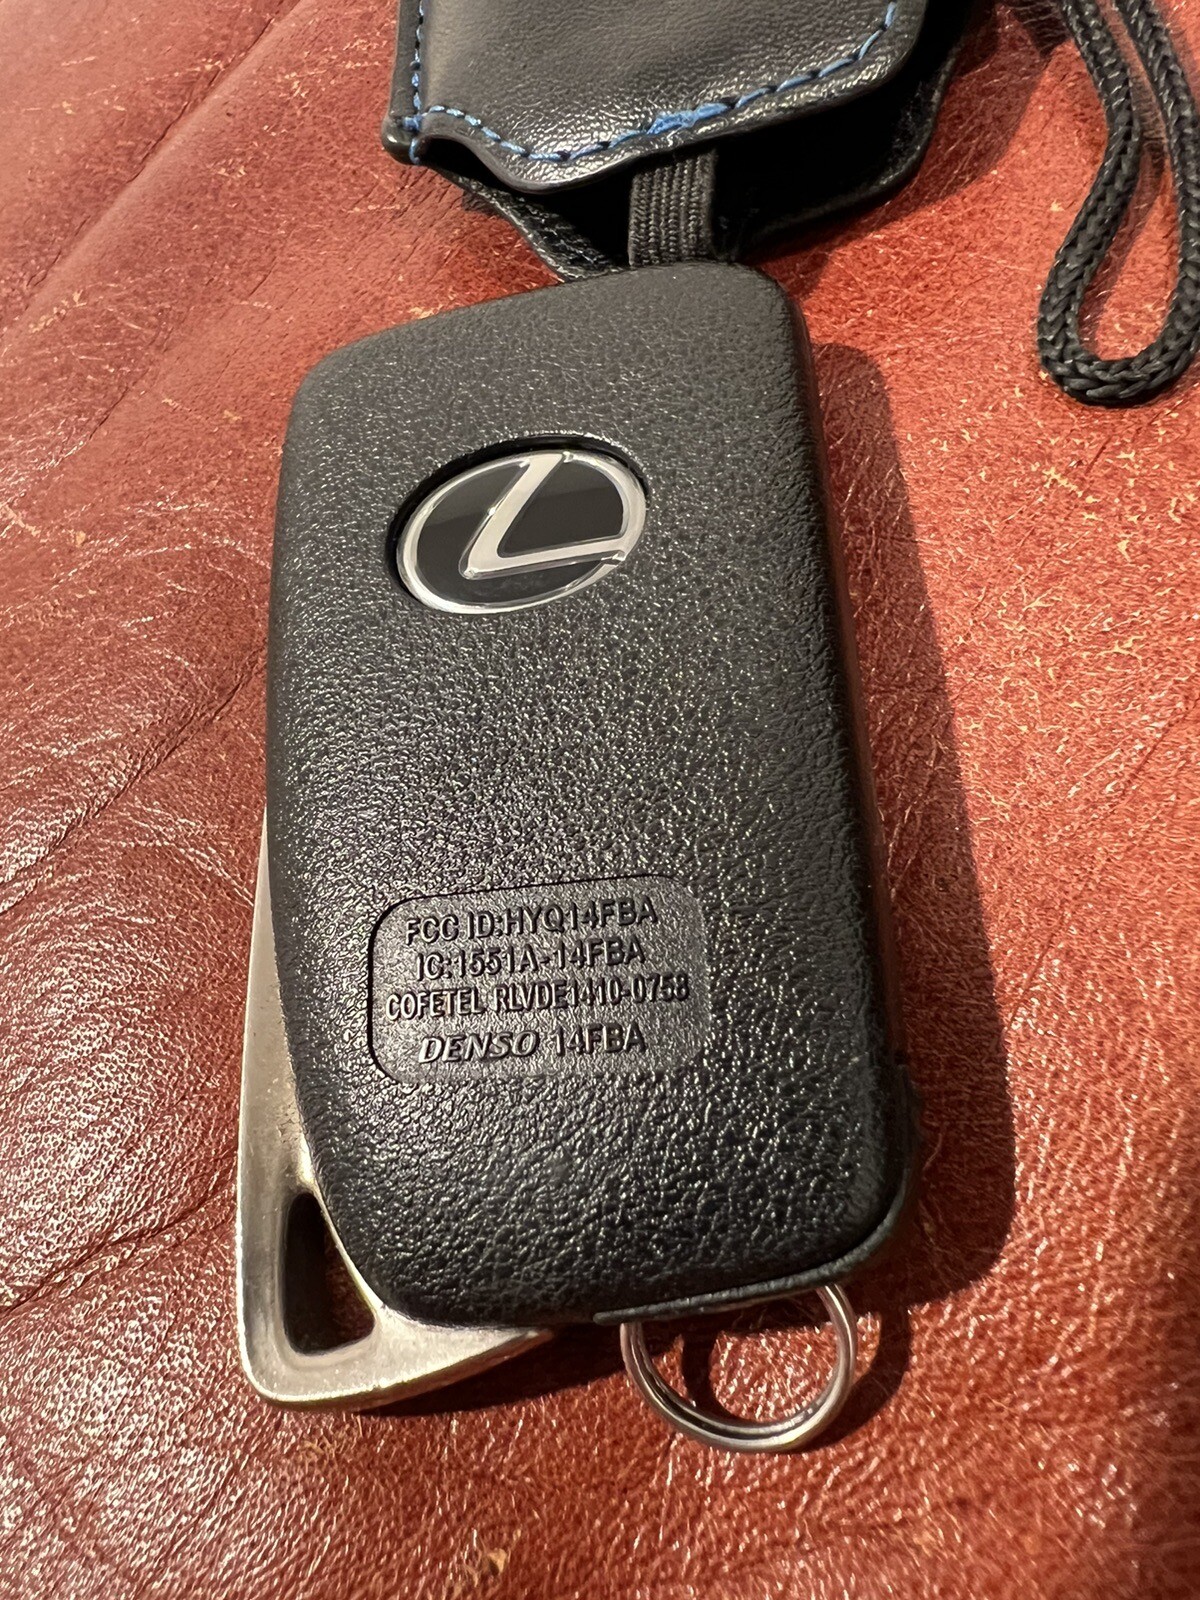 FCC ID:HYQ14FBA
IC:1551A-14FBA
COFETEL RLVDE1410-0758
DENSO 14FBA